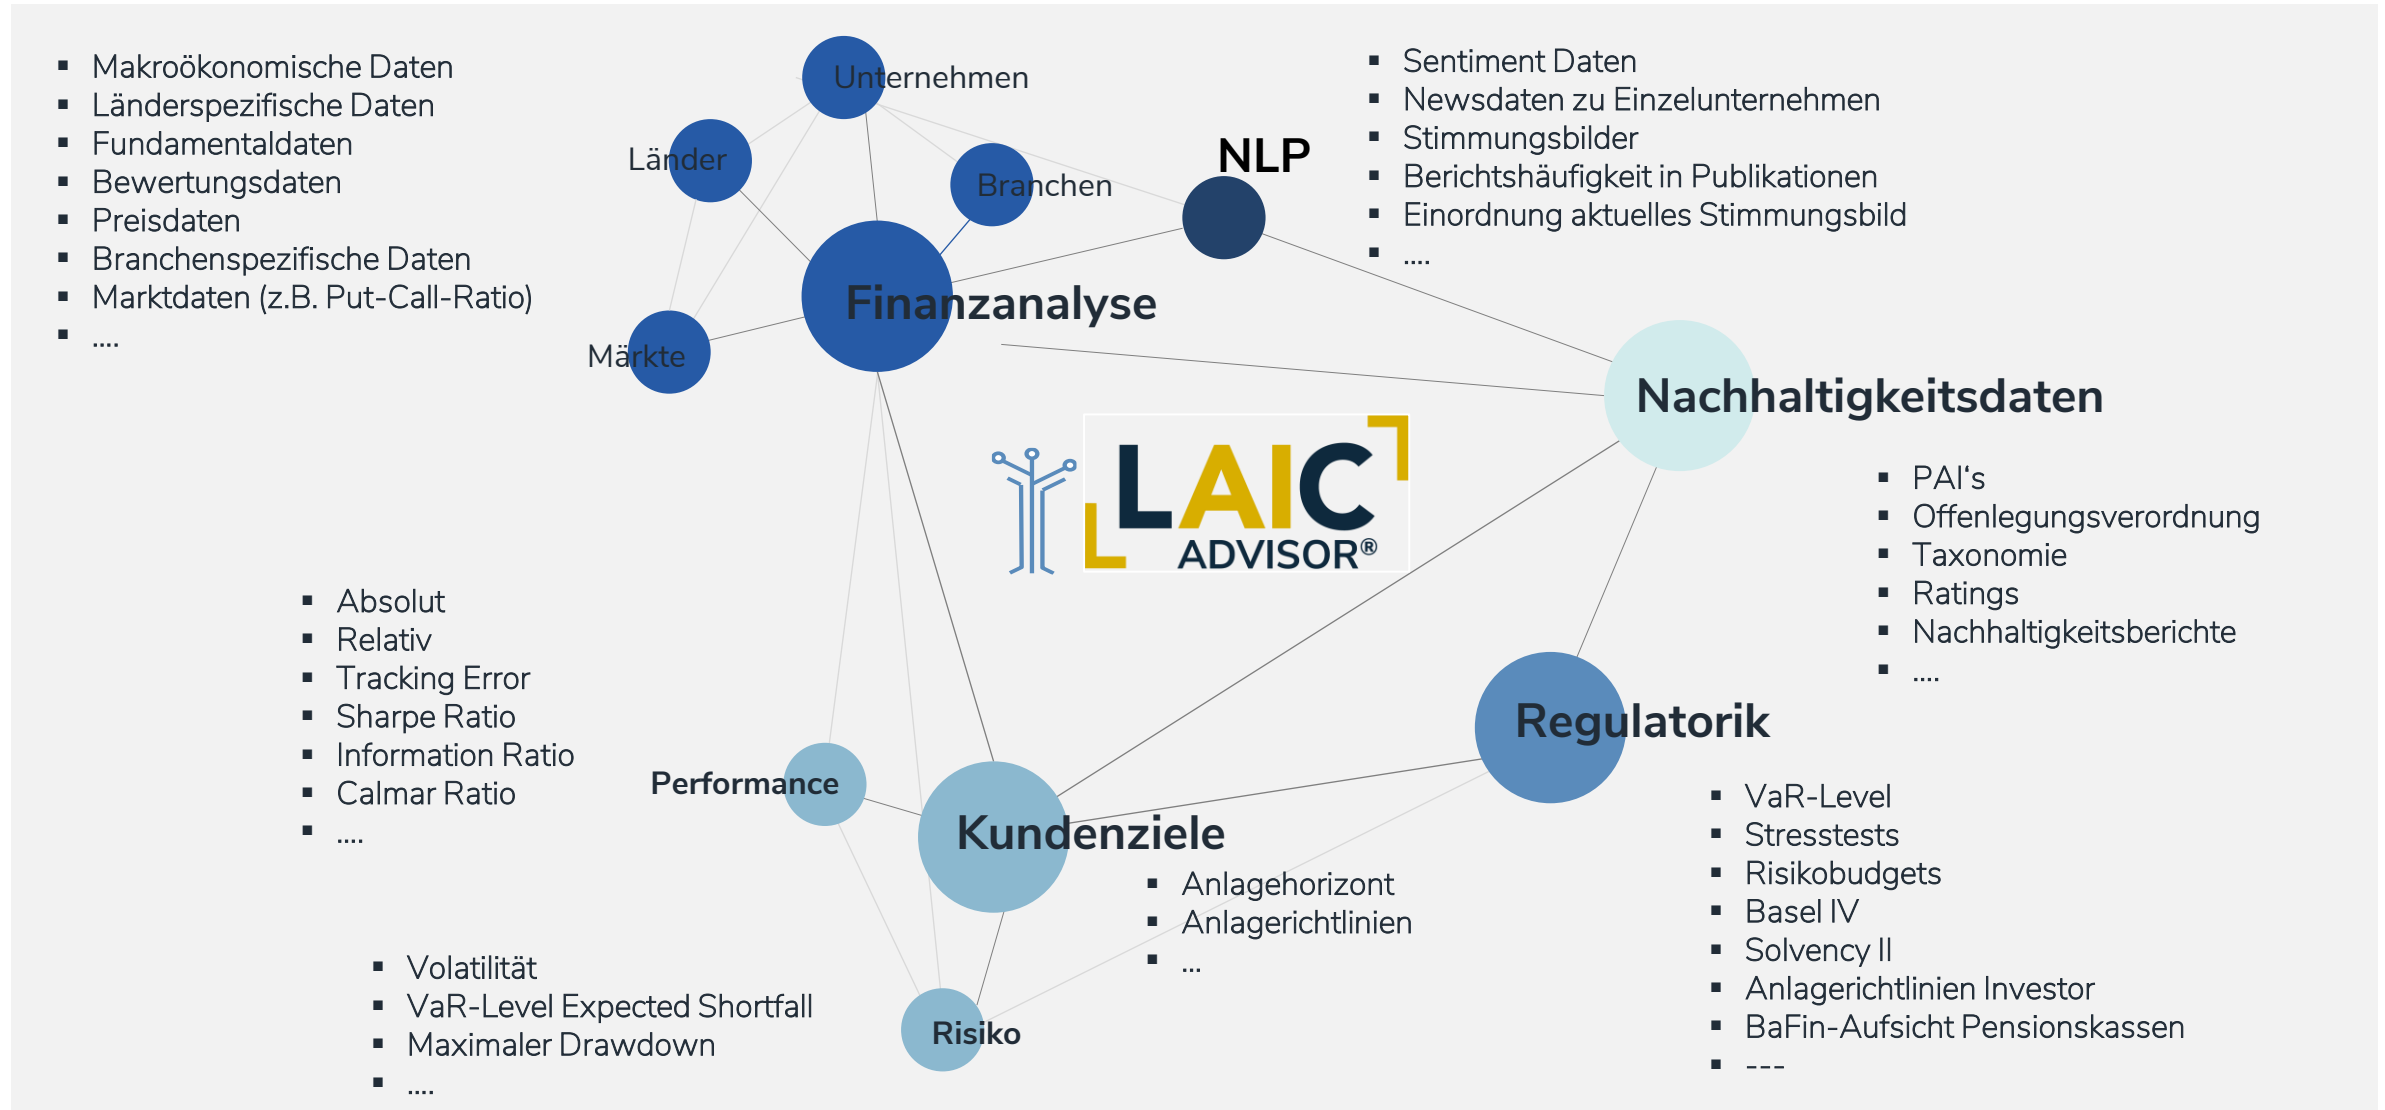 ▪ Makroökonomische Daten
▪ Länderspezifische Daten
▪ Fundamentaldaten
▪ Bewertungsdaten
▪ Preisdaten
▪ Branchenspezifische Daten
▪ Marktdaten (z.B. Put-Call-Ratio)
▪ ....
Unternehmen
Länder
Branchen
Märkte
Finanzanalyse
NLP
▪ Sentiment Daten
▪ Newsdaten zu Einzelunternehmen
▪ Stimmungsbilder
▪ Berichtshäufigkeit in Publikationen
▪ Einordnung aktuelles Stimmungsbild
▪ ....
Nachhaltigkeitsdaten
▪ PAI‘s
▪ Offenlegungsverordnung
▪ Taxonomie
▪ Ratings
▪ Nachhaltigkeitsberichte
▪ ....
LAIC
ADVISOR®
▪ Absolut
▪ Relativ
▪ Tracking Error
▪ Sharpe Ratio
▪ Information Ratio
▪ Calmar Ratio
▪ ....
Performance
Kundenziele
▪ Anlagehorizont
▪ Anlagerichtlinien
▪ ...
Regulatorik
▪ VaR-Level
▪ Stresstests
▪ Risikobudgets
▪ Basel IV
▪ Solvency II
▪ Anlagerichtlinien Investor
▪ BaFin-Aufsicht Pensionskassen
▪ ---
▪ Volatilität
▪ VaR-Level Expected Shortfall
▪ Maximaler Drawdown
▪ ....
Risiko